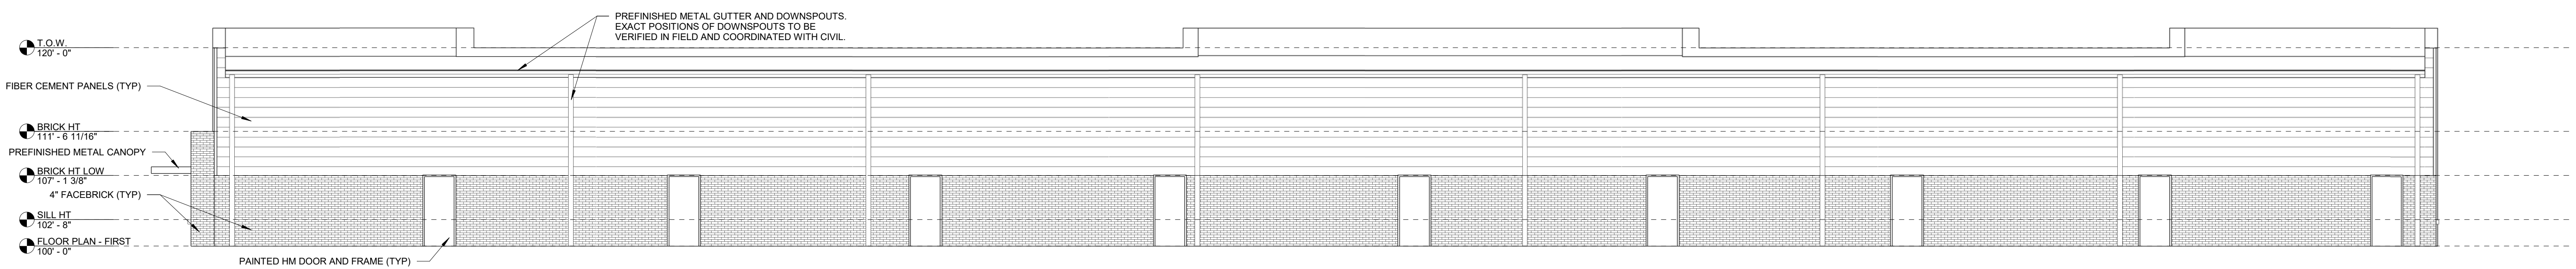 PREFINISHED METAL GUTTER AND DOWNSPOUTS.
EXACT POSITIONS OF DOWNSPOUTS TO BE
VERIFIED IN FIELD AND COORDINATED WITH CIVIL.
T.O.W.
120' - 0"
FIBER CEMENT PANELS (TYP)
BRICK HT
111' - 6 11/16"
PREFINISHED METAL CANOPY
BRICK HT LOW
107' - 1 3/8"
4" FACEBRICK (TYP)
SILL HT
102' - 8"
FLOOR PLAN - FIRST
100' - 0"
PAINTED HM DOOR AND FRAME (TYP)